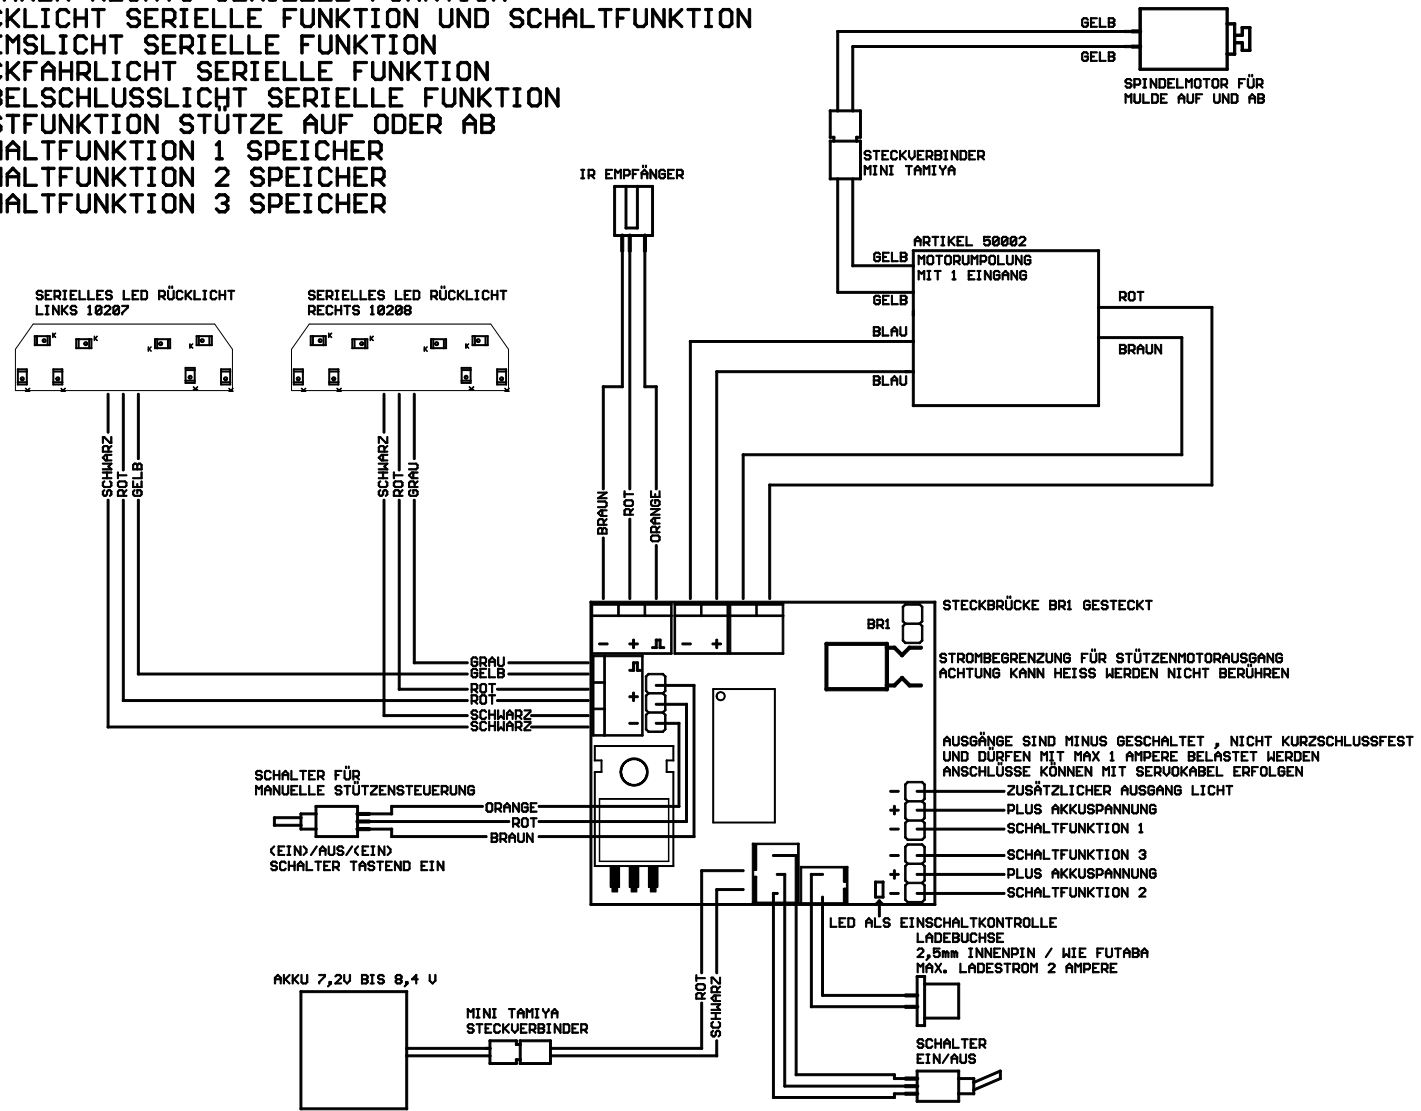 SERIELLE FUNKTION UND SCHALTFUNKTION
SERIELLE FUNKTION
SERIELLE FUNKTION
SERIELLE FUNKTION
STÜTZE AUF ODER AB
1 SPEICHER
2 SPEICHER
3 SPEICHER
GELB
GELB
SPINDELMOTOR FÜR
MULDE AUF UND AB
STECKVERBINDER
MINI TAMIYA
IR EMPFÄNGER
ARTIKEL 50002
MOTORUMPOLUNG
MIT 1 EINGANG
GELB
GELB
BLAU
BLAU
ROT
BRAUN
SERIELLES LED RÜCKLICHT
LINKS 10207
SERIELLES LED RÜCKLICHT
RECHTS 10208
K
K
K
K
K
K
K
K
SCHWARZ
ROT
GELB
SCHWARZ
ROT
GRAU
BRAUN
ROT
ORANGE
STECKBRÜCKE BR1 GESTECKT
BR1
- + - +
STROMBEGRENZUNG FÜR STÜTZENMOTORAUSGANG
ACHTUNG KANN HEISS WERDEN NICHT BERÜHREN
GRAU
GELB
ROT
ROT
SCHWARZ
SCHWARZ
+
-
AUSGÄNGE SIND MINUS GESCHALTET , NICHT KURZSCHLUSSFEST
UND DÜRFEN MIT MAX 1 AMPERE BELASTET WERDEN
ANSCHLÜSSE KÖNNEN MIT SERVOKABEL ERFOLGEN
- ZUSÄTZLICHER AUSGANG LICHT
+ PLUS AKKUSPANNUNG
- SCHALTFUNKTION 1
- SCHALTFUNKTION 3
+ PLUS AKKUSPANNUNG
- SCHALTFUNKTION 2
SCHALTER FÜR
MANUELLE STÜTZENSTEUERUNG
ORANGE
ROT
BRAUN
(EIN)/AUS/(EIN)
SCHALTER TASTEND EIN
LED ALS EINSCHALTKONTROLLE
LADEBUCHSE
2,5mm INNENPIN / WIE FUTABA
MAX. LADESTROM 2 AMPERE
AKKU 7,2V BIS 8,4 V
MINI TAMIYA
STECKVERBINDER
ROT
SCHWARZ
SCHALTER
EIN/AUS